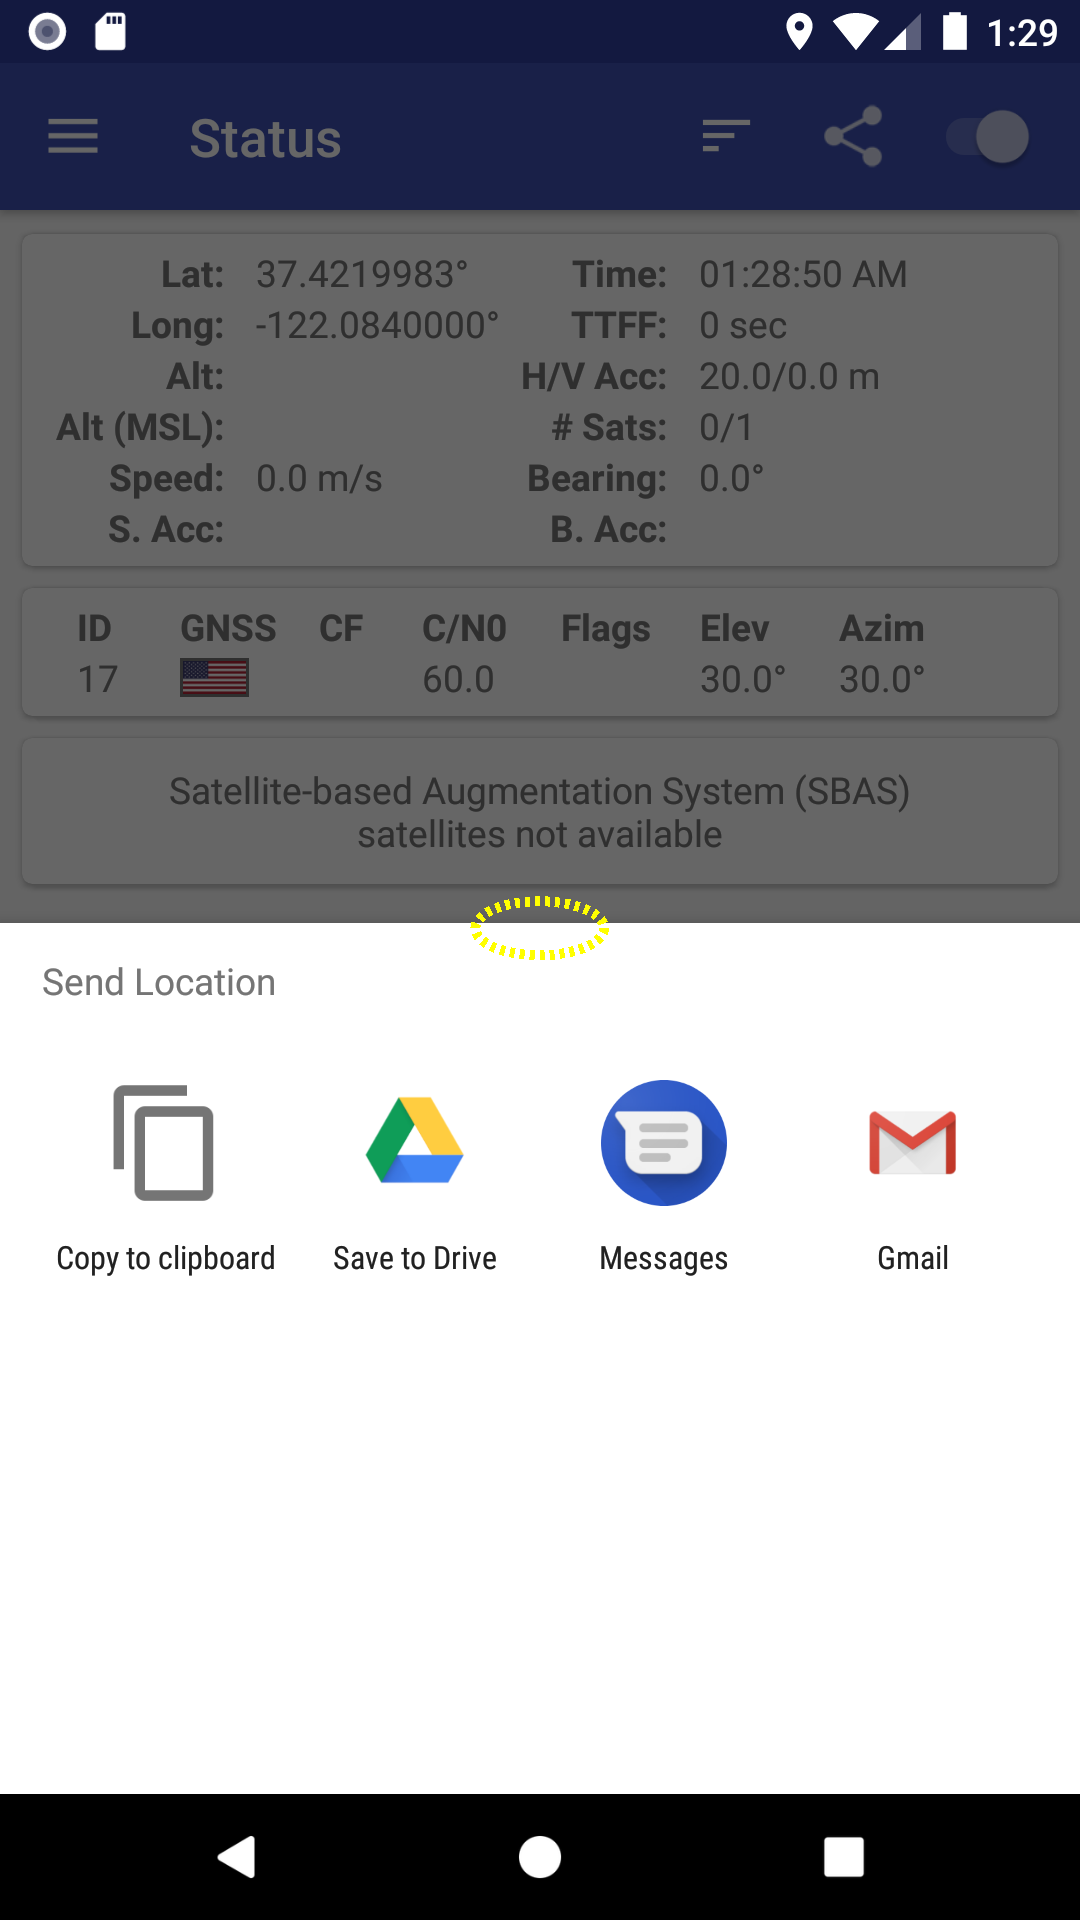 1:29
Status
Lat: 37.4219983° Time: 01:28:50 AM
Long: -122.0840000° TTFF: 0 sec
Alt: H/V Acc: 20.0/0.0 m
Alt (MSL): # Sats: 0/1
Speed: 0.0 m/s Bearing: 0.0°
S. Acc: B. Acc:
ID GNSS CF C/N0 Flags Elev Azim
17 60.0 30.0° 30.0°
Satellite-based Augmentation System (SBAS)
satellites not available
Send Location
Copy to clipboard Save to Drive Messages Gmail